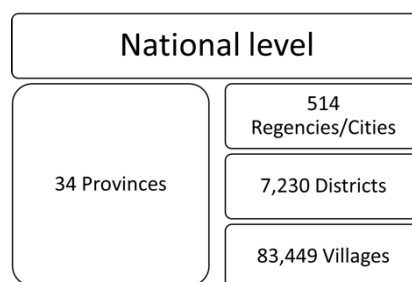 National level
34 Provinces
514
Regencies/Cities
7,230 Districts
83,449 Villages